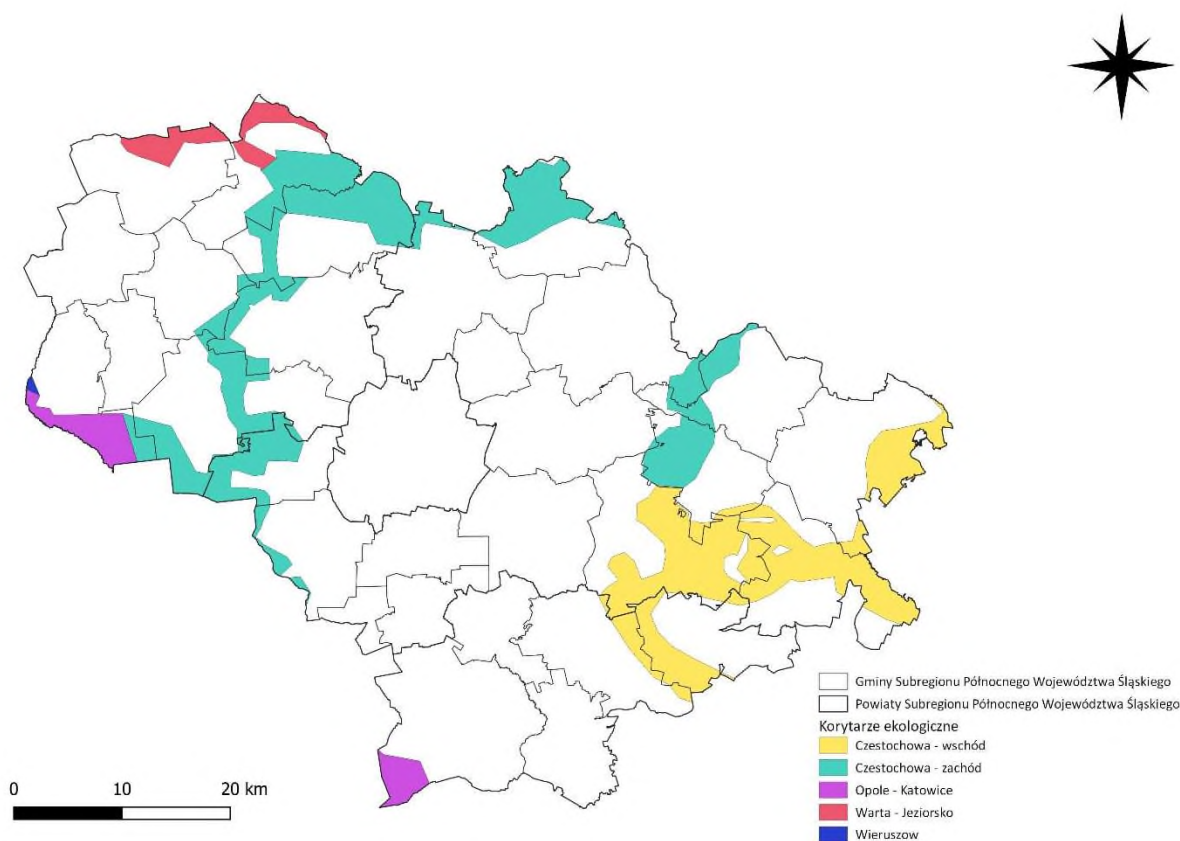 Gminy Subregionu Północnego Województwa Śląskiego
Powiaty Subregionu Północnego Województwa Śląskiego
Korytarze ekologiczne
Czestochowa - wschód
Czestochowa - zachód
Opole - Katowice
Warta - Jeziorsko
Wieruszow
0 10 20 km